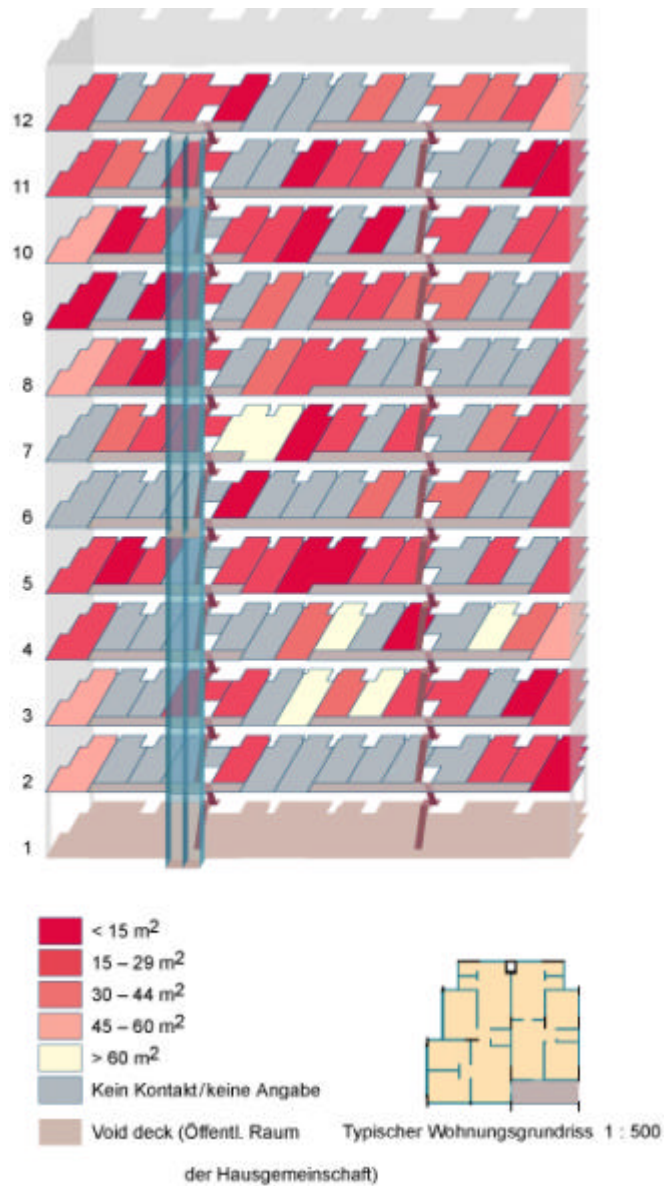 12
11
10
9
8
7
6
5
4
3
2
1
< 15 m²
15 – 29 m²
30 – 44 m²
45 – 60 m²
> 60 m²
Kein Kontakt/keine Angabe
Void deck (Öffentl. Raum
der Hausgemeinschaft)
Typischer Wohnungsgrundriss 1 : 500